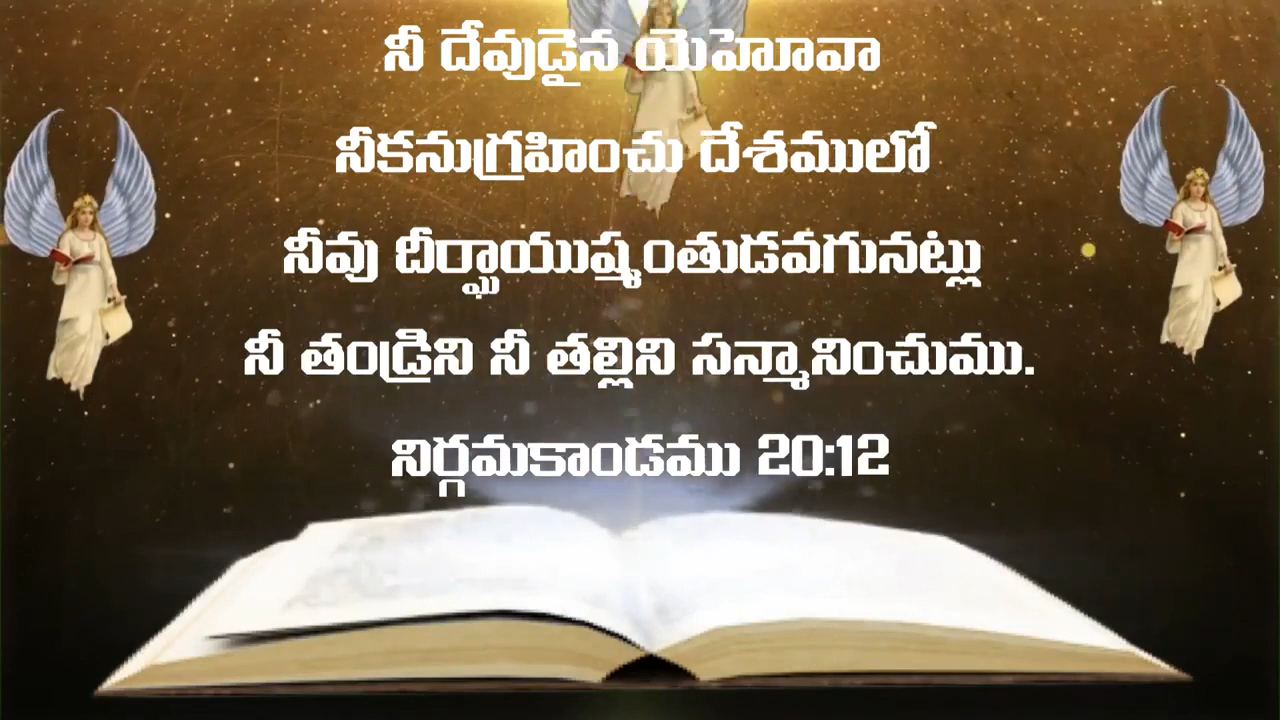 నీ దేవుడైన యెహోవా
నీకనుగ్రహించు దేశములో
నీవు దీర్ఘాయుష్మంతుడవగునట్లు
నీ తండ్రిని నీ తల్లిని సన్మానించుము.
నిర్గమకాండము 20:12